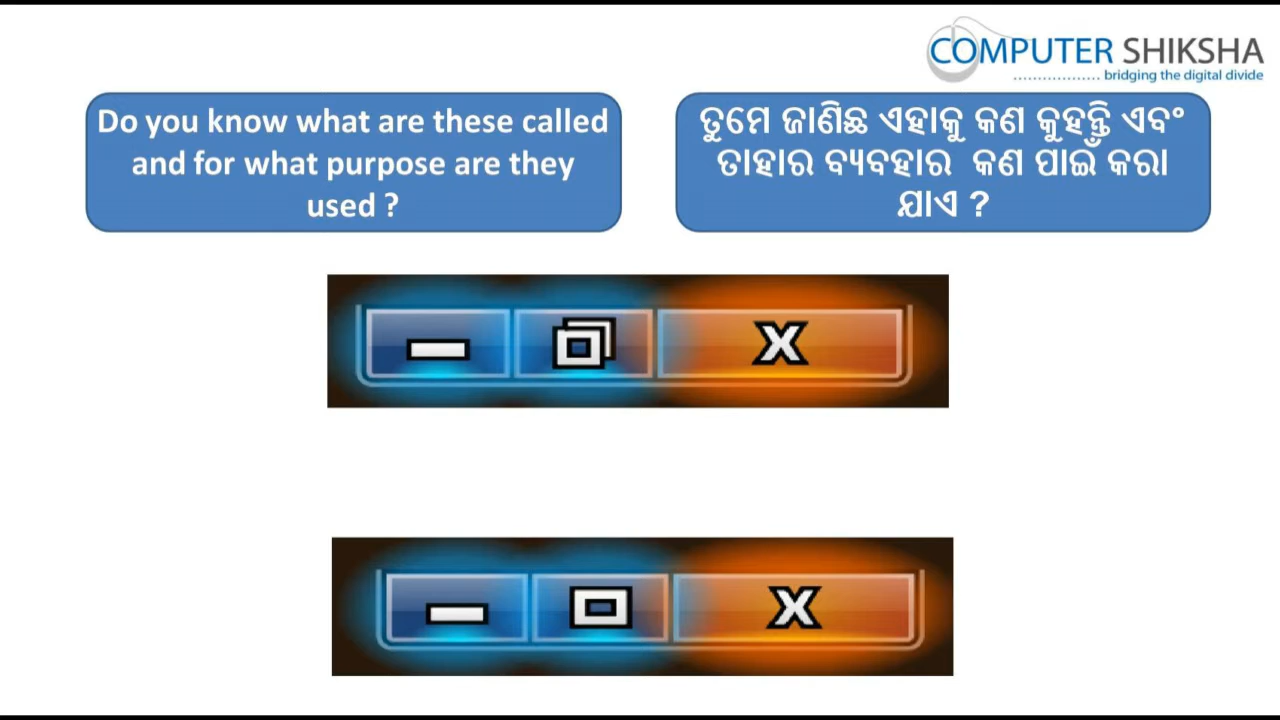 COMPUTER SHIKSHA
.................. bridging the digital divide
Do you know what are these called
and for what purpose are they
used ?
ତୁମେ ଜାଣିଛ ଏହାକୁ କଣ କୁହନ୍ତି ଏବଂ
ତାହାର ବ୍ୟବହାର କଣ ପାଇଁ କରା
ଯାଏ ?
X
X